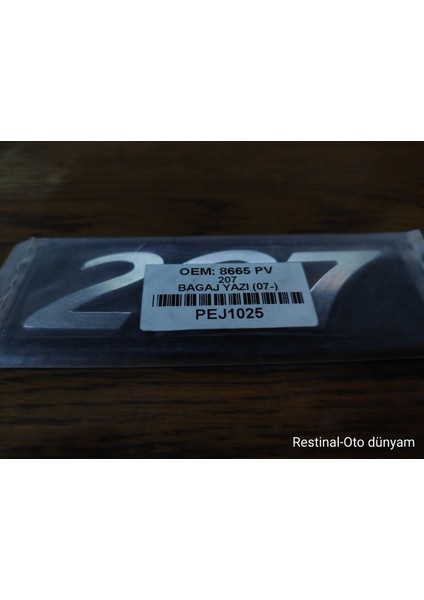 207
OEM: 8665 PV
207
BAGAJ YAZI (07-)
PEJ1025
Restinal-Oto dünyam